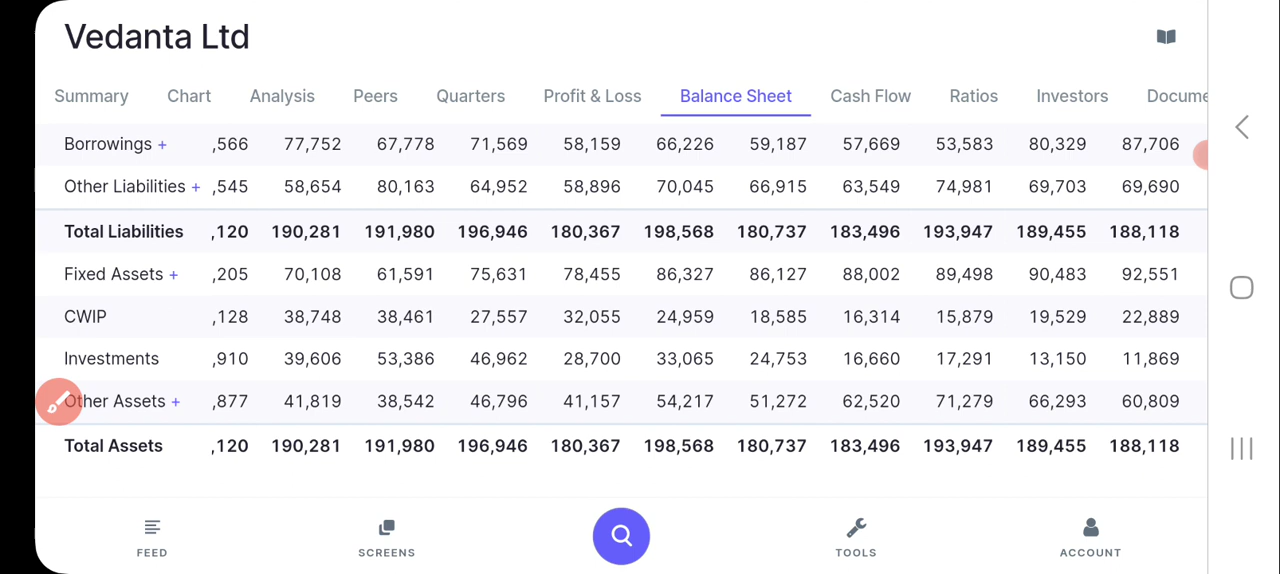 Vedanta Ltd
Summary Chart Analysis Peers Quarters Profit & Loss Balance Sheet Cash Flow Ratios Investors Docume
Borrowings + ,566 77,752 67,778 71,569 58,159 66,226 59,187 57,669 53,583 80,329 87,706
Other Liabilities + ,545 58,654 80,163 64,952 58,896 70,045 66,915 63,549 74,981 69,703 69,690
Total Liabilities ,120 190,281 191,980 196,946 180,367 198,568 180,737 183,496 193,947 189,455 188,118
Fixed Assets + ,205 70,108 61,591 75,631 78,455 86,327 86,127 88,002 89,498 90,483 92,551
CWIP ,128 38,748 38,461 27,557 32,055 24,959 18,585 16,314 15,879 19,529 22,889
Investments ,910 39,606 53,386 46,962 28,700 33,065 24,753 16,660 17,291 13,150 11,869
Other Assets + ,877 41,819 38,542 46,796 41,157 54,217 51,272 62,520 71,279 66,293 60,809
Total Assets ,120 190,281 191,980 196,946 180,367 198,568 180,737 183,496 193,947 189,455 188,118
FEED SCREENS TOOLS ACCOUNT